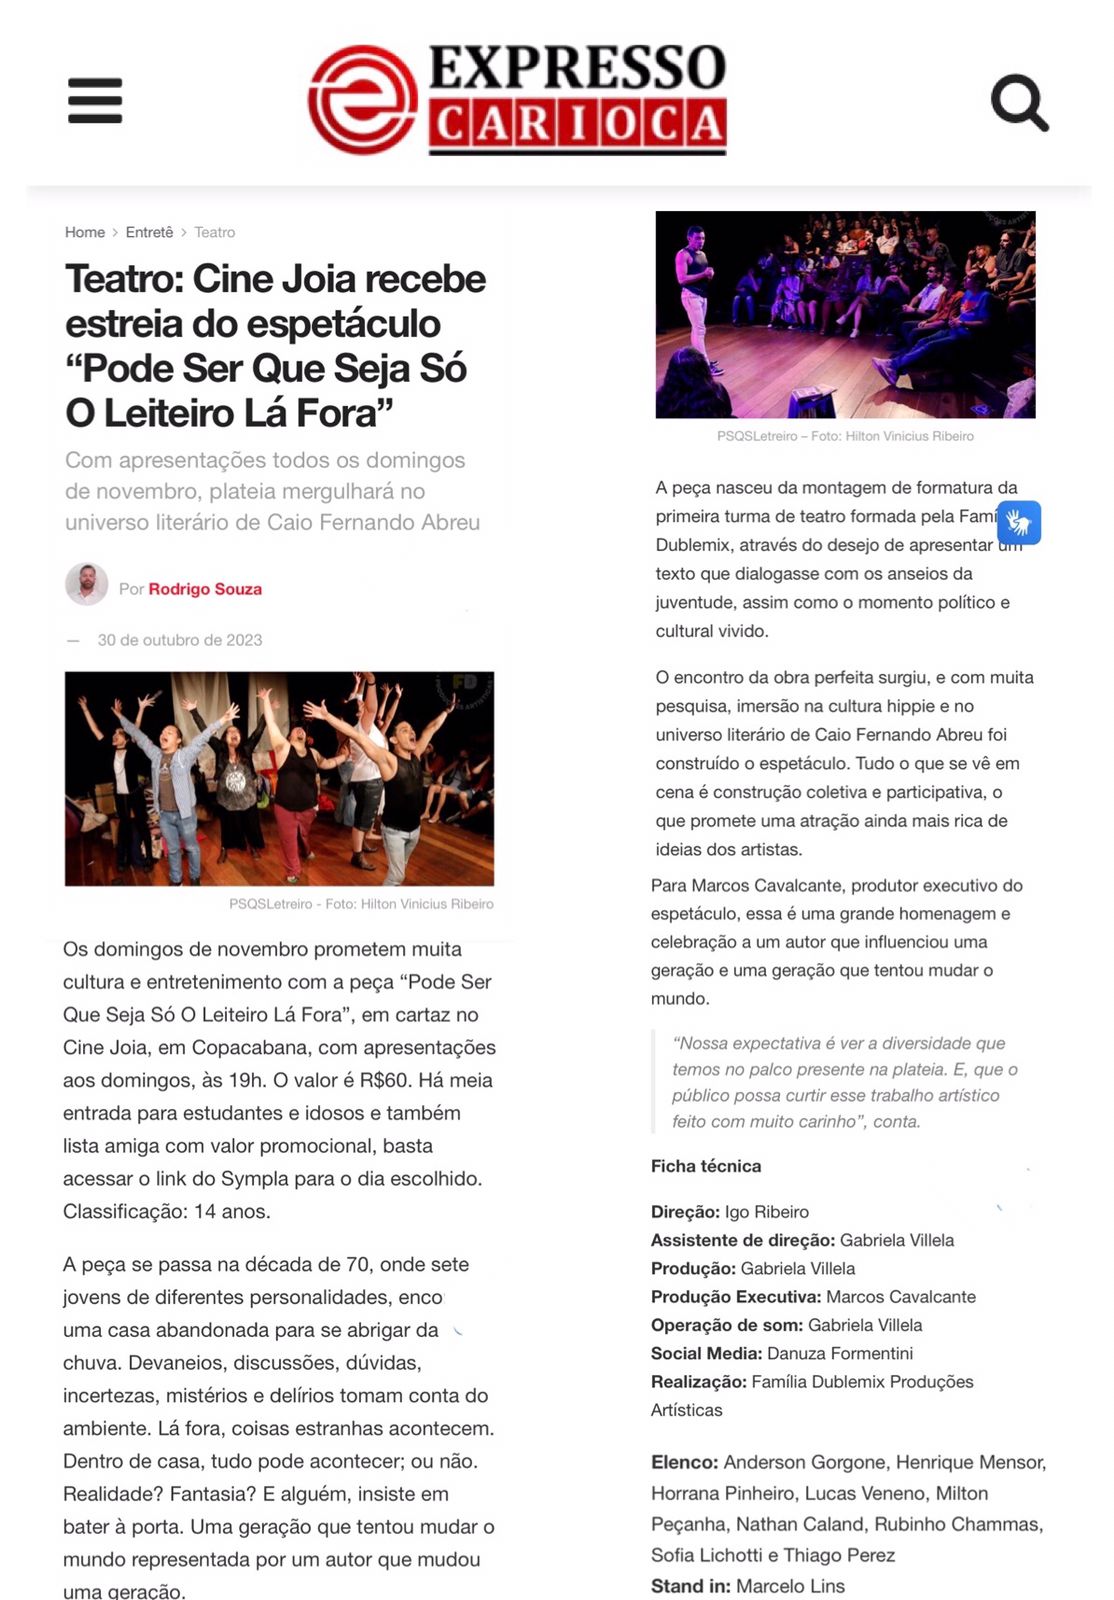 EXPRESSO
CARIOCA
Home > Entretê > Teatro
Teatro: Cine Joia recebe
estreia do espetáculo
“Pode Ser Que Seja Só
O Leiteiro Lá Fora”
Com apresentações todos os domingos
de novembro, plateia mergulhará no
universo literário de Caio Fernando Abreu
Por Rodrigo Souza
— 30 de outubro de 2023
FD
PSQSLetreiro - Foto: Hilton Vinicius Ribeiro
Os domingos de novembro prometem muita
cultura e entretenimento com a peça “Pode Ser
Que Seja Só O Leiteiro Lá Fora”, em cartaz no
Cine Joia, em Copacabana, com apresentações
aos domingos, às 19h. O valor é R$60. Há meia
entrada para estudantes e idosos e também
lista amiga com valor promocional, basta
acessar o link do Sympla para o dia escolhido.
Classificação: 14 anos.
A peça se passa na década de 70, onde sete
jovens de diferentes personalidades, enco
uma casa abandonada para se abrigar da
chuva. Devaneios, discussões, dúvidas,
incertezas, mistérios e delírios tomam conta do
ambiente. Lá fora, coisas estranhas acontecem.
Dentro de casa, tudo pode acontecer; ou não.
Realidade? Fantasia? E alguém, insiste em
bater à porta. Uma geração que tentou mudar o
mundo representada por um autor que mudou
uma geração.
PSQSLetreiro – Foto: Hilton Vinicius Ribeiro
A peça nasceu da montagem de formatura da
primeira turma de teatro formada pela Famí
Dublemix, através do desejo de apresentar um
texto que dialogasse com os anseios da
juventude, assim como o momento político e
cultural vivido.
O encontro da obra perfeita surgiu, e com muita
pesquisa, imersão na cultura hippie e no
universo literário de Caio Fernando Abreu foi
construído o espetáculo. Tudo o que se vê em
cena é construção coletiva e participativa, o
que promete uma atração ainda mais rica de
ideias dos artistas.
Para Marcos Cavalcante, produtor executivo do
espetáculo, essa é uma grande homenagem e
celebração a um autor que influenciou uma
geração e uma geração que tentou mudar o
mundo.
“Nossa expectativa é ver a diversidade que
temos no palco presente na plateia. E, que o
público possa curtir esse trabalho artístico
feito com muito carinho”, conta.
Ficha técnica
Direção: Igo Ribeiro
Assistente de direção: Gabriela Villela
Produção: Gabriela Villela
Produção Executiva: Marcos Cavalcante
Operação de som: Gabriela Villela
Social Media: Danuza Formentini
Realização: Família Dublemix Produções
Artísticas
Elenco: Anderson Gorgone, Henrique Mensor,
Horrana Pinheiro, Lucas Veneno, Milton
Peçanha, Nathan Caland, Rubinho Chammas,
Sofia Lichotti e Thiago Perez
Stand in: Marcelo Lins